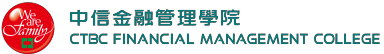 We are Family
中信金融管理學院
CTBC FINANCIAL MANAGEMENT COLLEGE